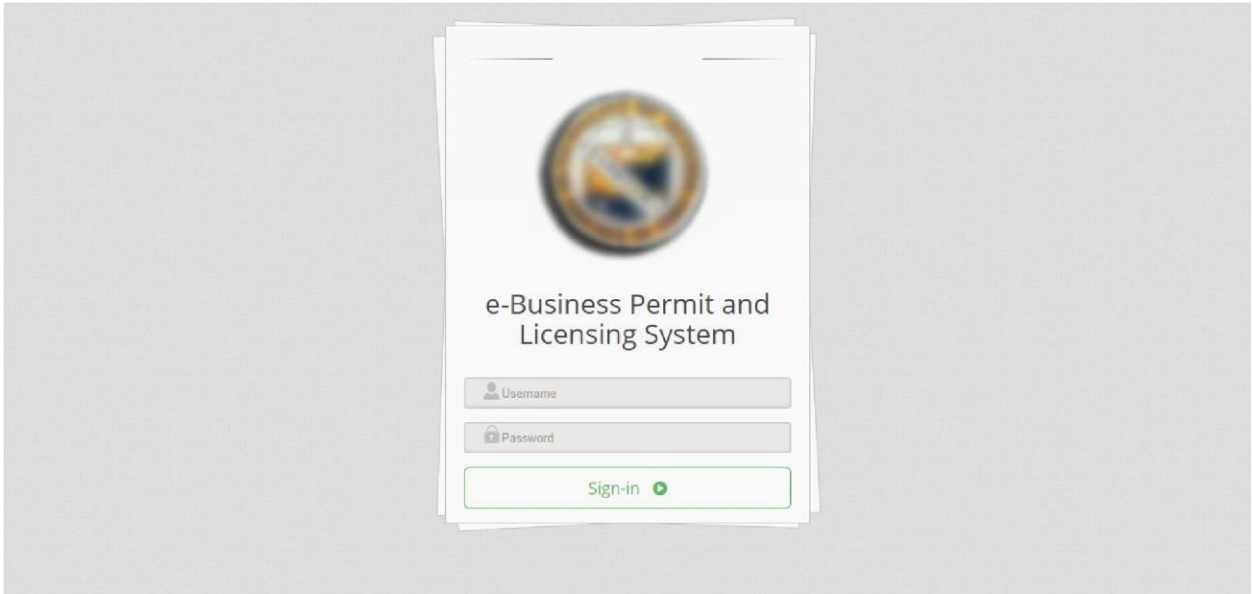 e-Business Permit and
Licensing System
Username
Password
Sign-in